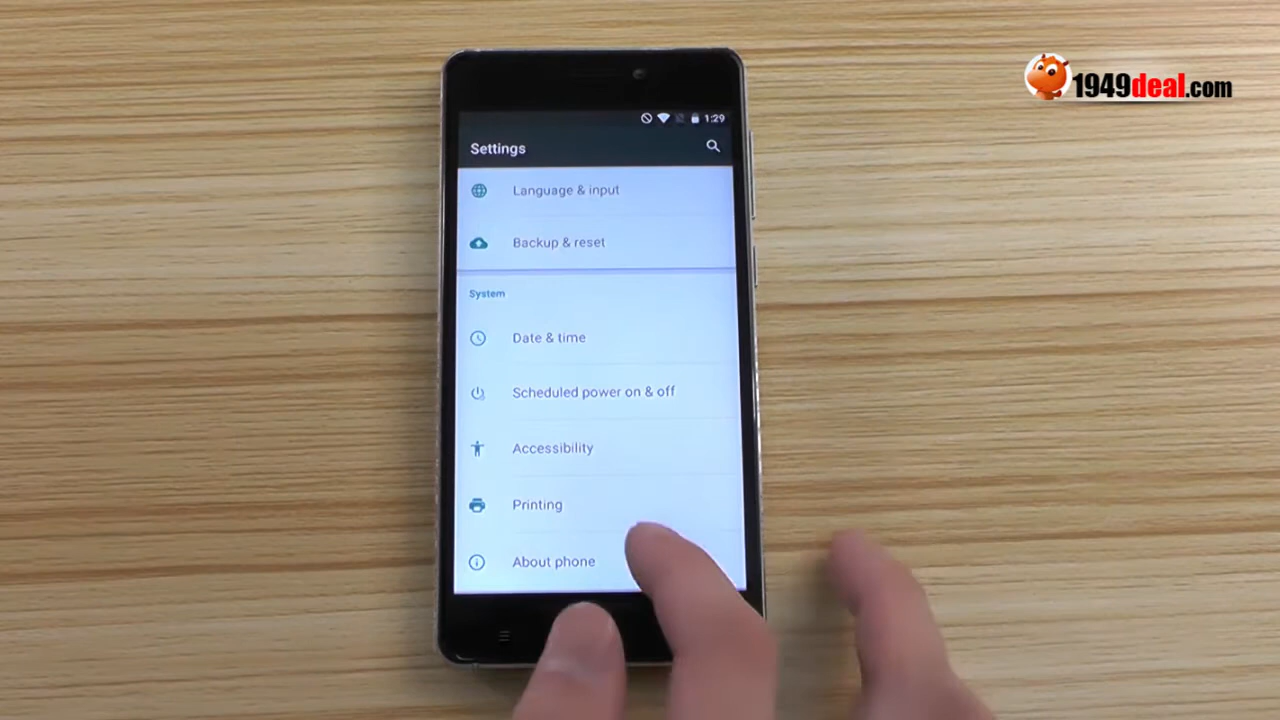 1949deal.com
1:29
Settings
Language & input
Backup & reset
System
Date & time
Scheduled power on & off
Accessibility
Printing
About phone